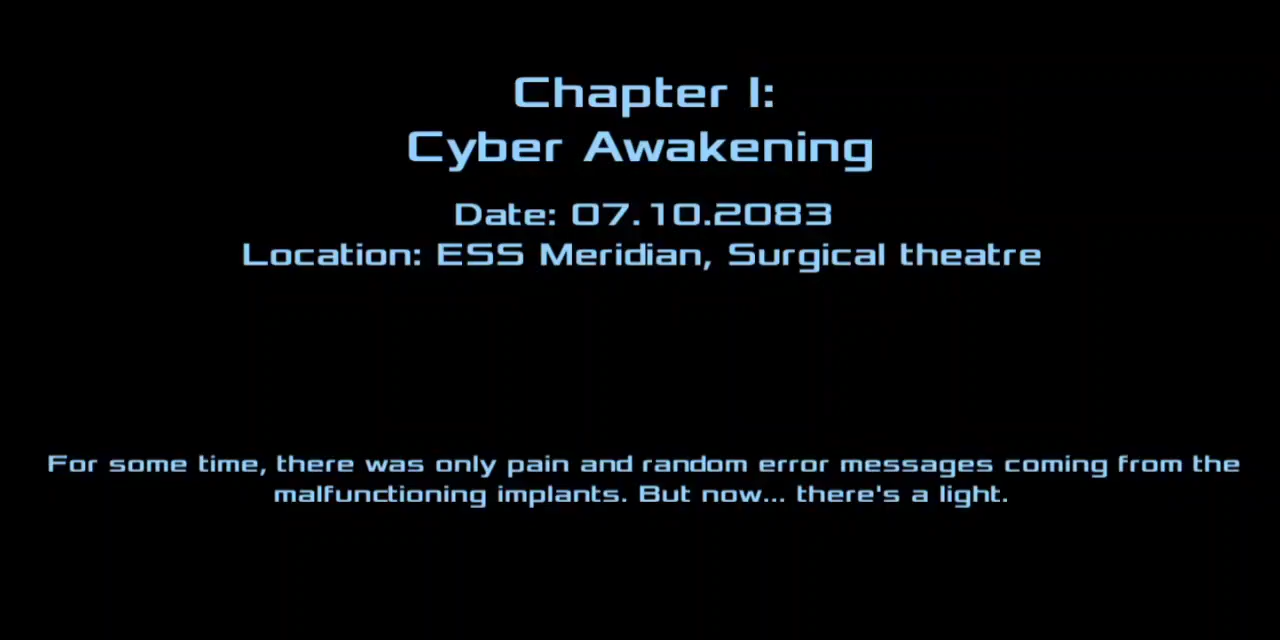 Chapter I:
Cyber Awakening
Date: 07.10.2083
Location: ESS Meridian, Surgical theatre
For some time, there was only pain and random error messages coming from the
malfunctioning implants. But now... there's a light.